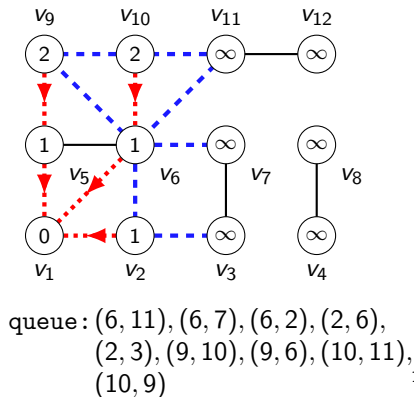 v₉ v₁₀ v₁₁ v₁₂
2 2 ∞ ∞
1 1 ∞ ∞
v₅ v₆ v₇ v₈
0 1 ∞ ∞
v₁ v₂ v₃ v₄
queue: (6, 11), (6, 7), (6, 2), (2, 6),
(2, 3), (9, 10), (9, 6), (10, 11),
(10, 9)